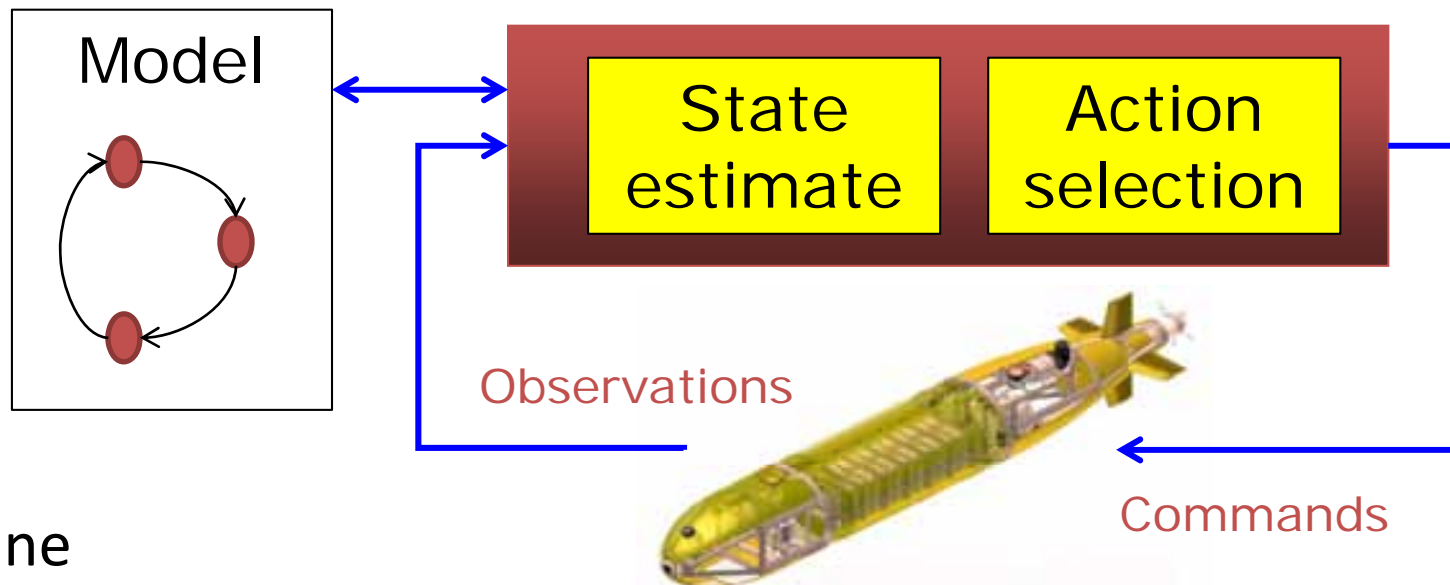 Model
State
estimate
Action
selection
Observations
Commands
ne